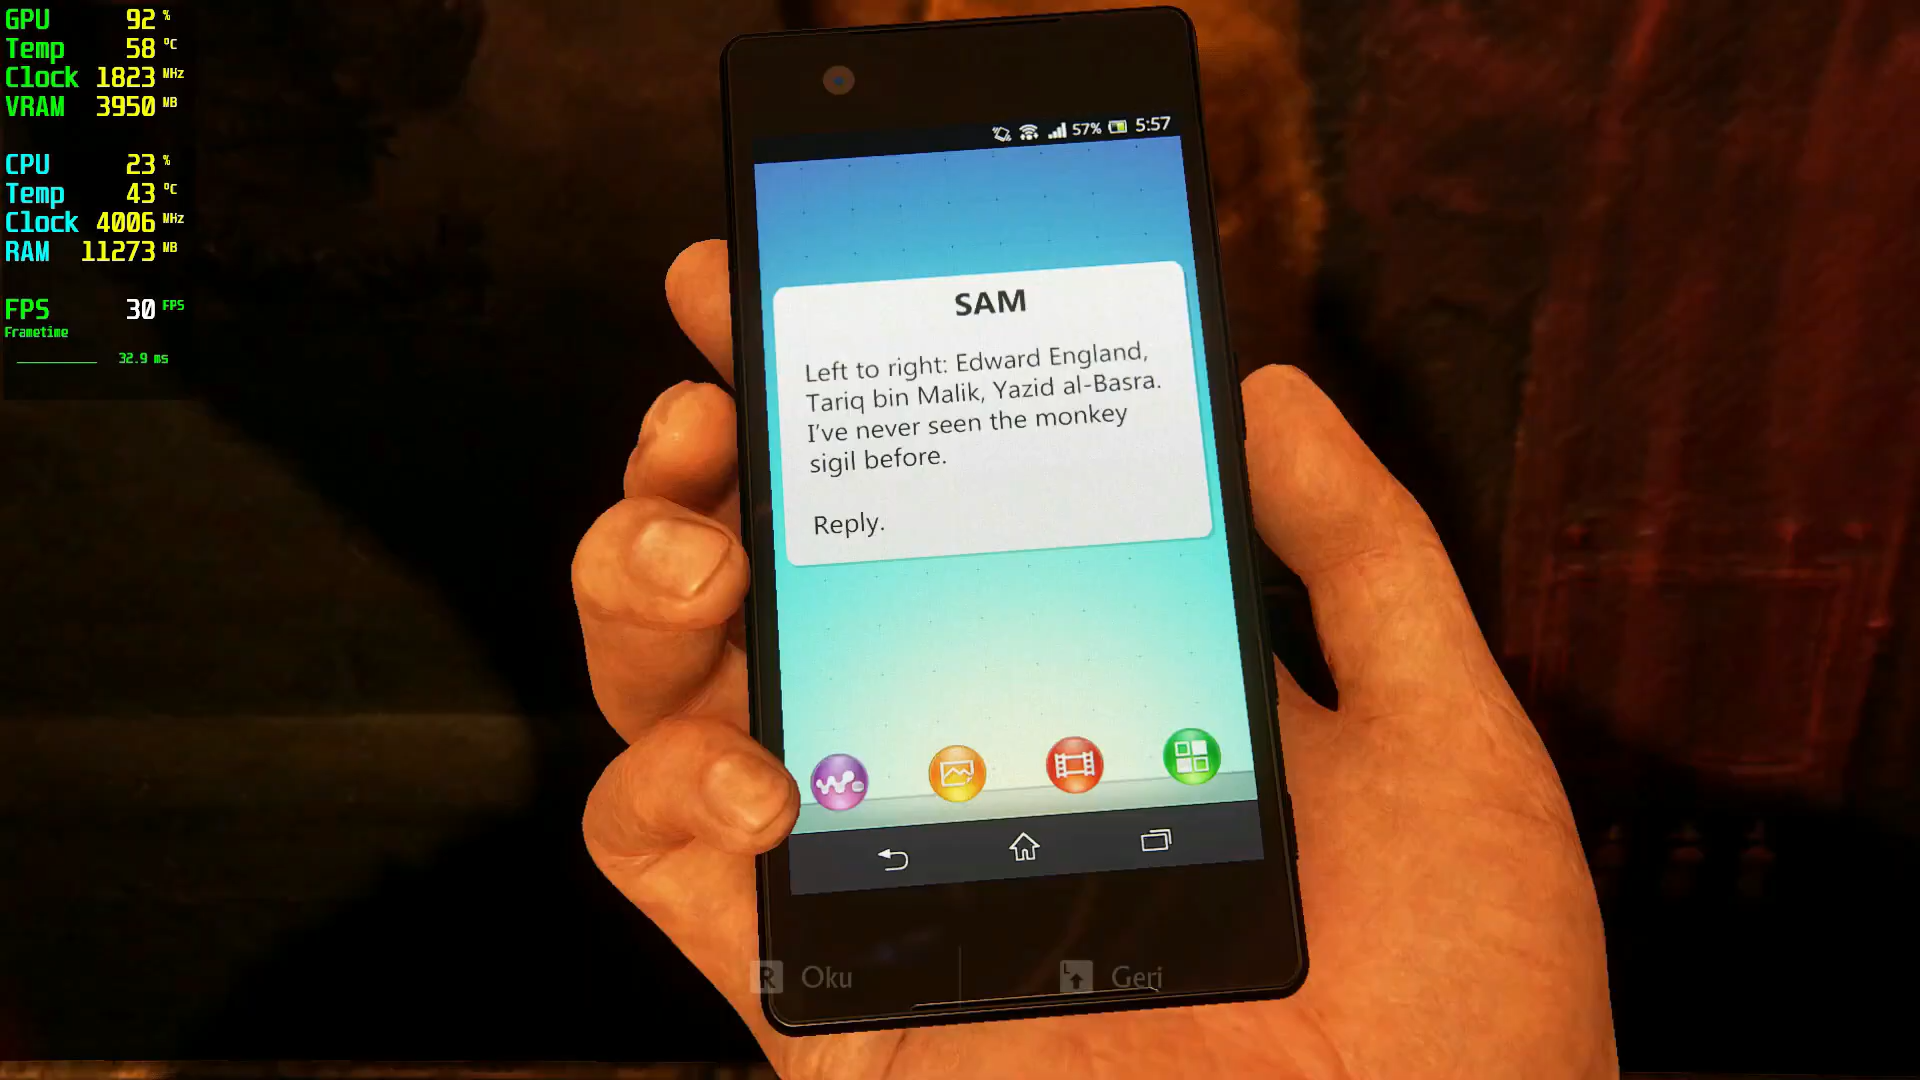 GPU 92 %
Temp 58 °C
Clock 1823 MHz
VRAM 3950 MB
CPU 23 %
Temp 43 °C
Clock 4006 MHz
RAM 11273 MB
FPS 30 FPS
Frametime
32.9 ms
57% 5:57
SAM
Left to right: Edward England,
Tariq bin Malik, Yazid al-Basra.
I've never seen the monkey
sigil before.
Reply.
R Oku
L Geri